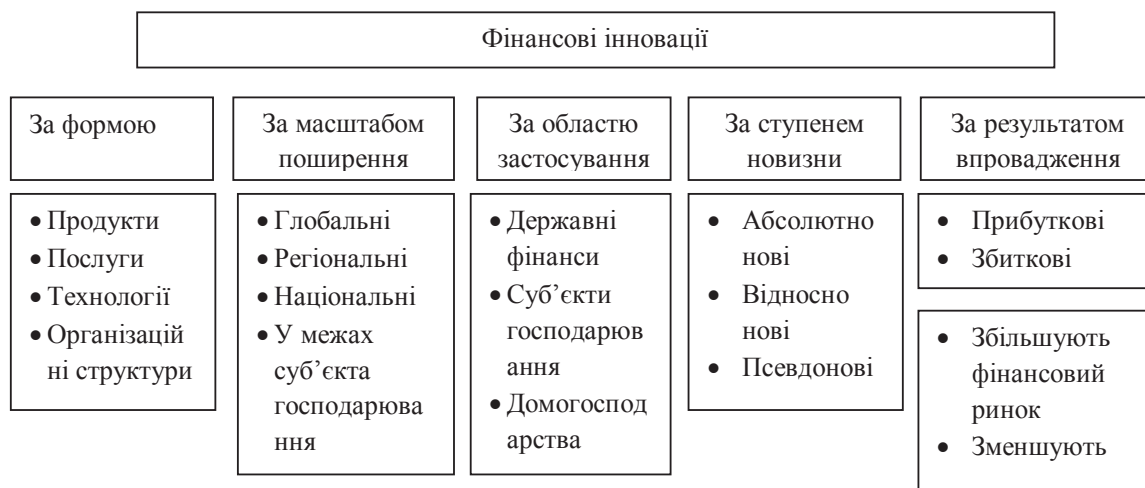 Фінансові інновації
За формою
За масштабом
поширення
За областю
застосування
За ступенем
новизни
За результатом
впровадження
• Продукти
• Послуги
• Технології
• Організацій
ні структури
• Глобальні
• Регіональні
• Національні
• У межах
суб’єкта
господарюва
ння
• Державні
фінанси
• Суб’єкти
господарюв
ання
• Домогоспод
арства
• Абсолютно
нові
• Відносно
нові
• Псевдонові
• Прибуткові
• Збиткові
• Збільшують
фінансовий
ринок
• Зменшують